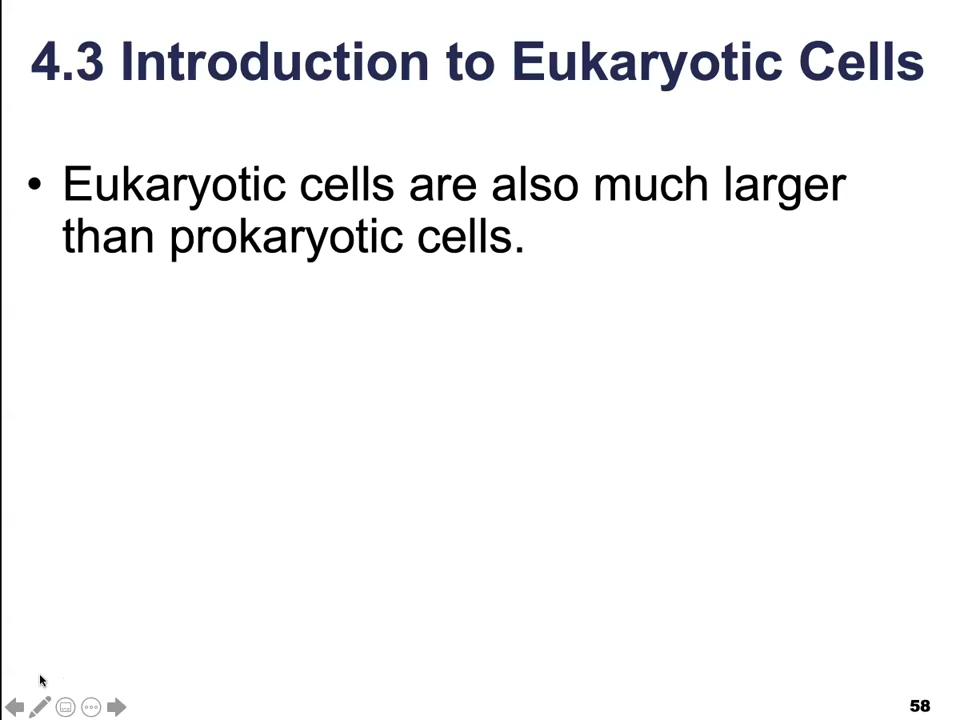 4.3 Introduction to Eukaryotic Cells
• Eukaryotic cells are also much larger
than prokaryotic cells.
58